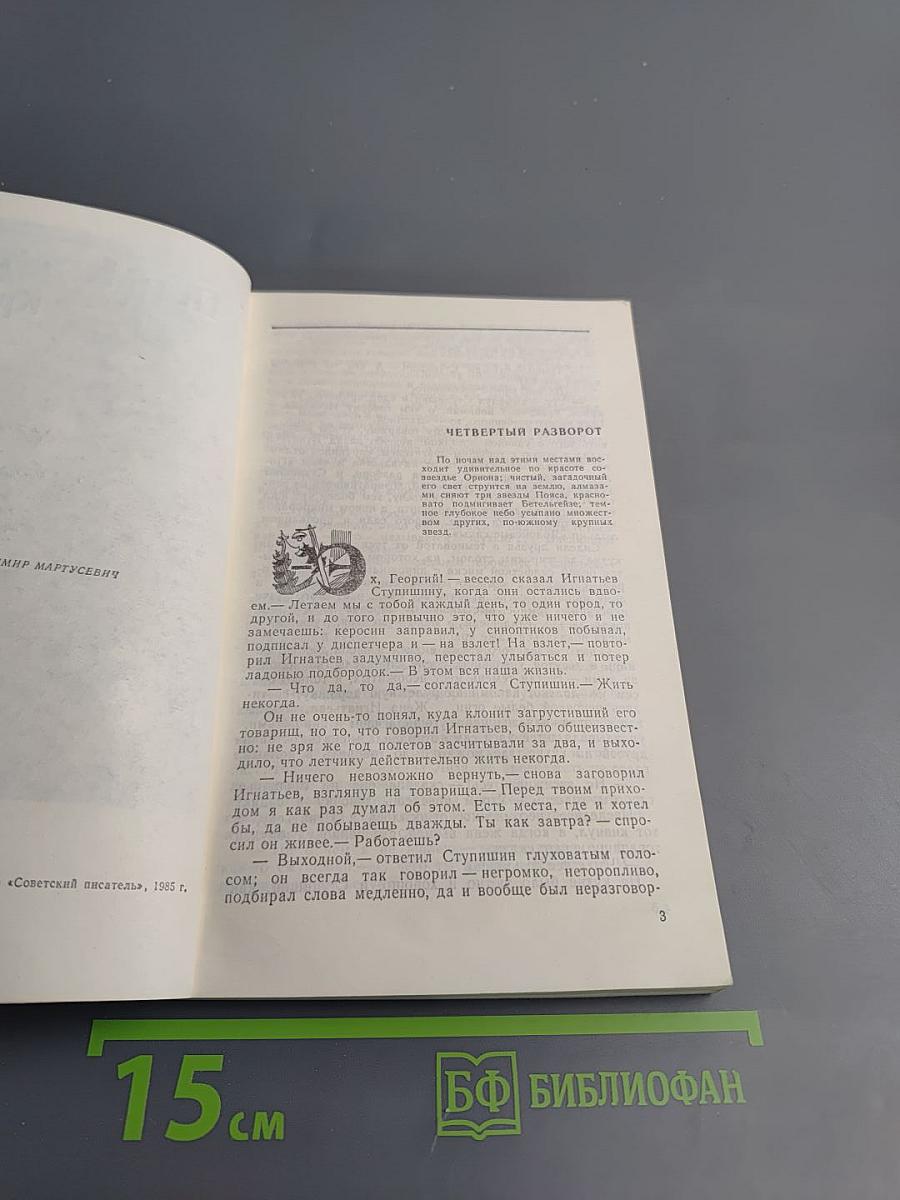 МИР МАРТУСЕВИЧ
«Советский писатель», 1985 г.
ЧЕТВЕРТЫЙ РАЗВОРОТ
По ночам над этими местами вос-
ходит удивительное по красоте со-
звездье Ориона; чистый, загадочный
его свет струится на землю, алмаза-
ми сияют три звезды Пояса, красно-
вато подмигивает Бетельгейзе; тем-
ное глубокое небо усыпано множест-
вом других, по-южному крупных
звезд.
Ох, Георгий! — весело сказал Игнатьев
Ступишину, когда они остались вдво-
ем.— Летаем мы с тобой каждый день, то один город, то
другой, и до того привычно это, что уже ничего и не
замечаешь: керосин заправил, у синоптиков побывал,
подписал у диспетчера и — на взлет! На взлет,— повто-
рил Игнатьев задумчиво, перестал улыбаться и потер
ладонью подбородок.— В этом вся наша жизнь.
— Что да, то да,— согласился Ступишин.— Жить
некогда.
Он не очень-то понял, куда клонит загрустивший его
товарищ, но то, что говорил Игнатьев, было общеизвест-
но: не зря же год полетов засчитывали за два, и выхо-
дило, что летчику действительно жить некогда.
— Ничего невозможно вернуть,— снова заговорил
Игнатьев, взглянув на товарища.— Перед твоим прихо-
дом я как раз думал об этом. Есть места, где и хотел
бы, да не побываешь дважды. Ты как завтра? — спро-
сил он живее.— Работаешь?
— Выходной,— ответил Ступишин глуховатым голо-
сом; он всегда так говорил — негромко, неторопливо,
подбирал слова медленно, да и вообще был неразговор-
3
15 см
БФ БИБЛИОФАН